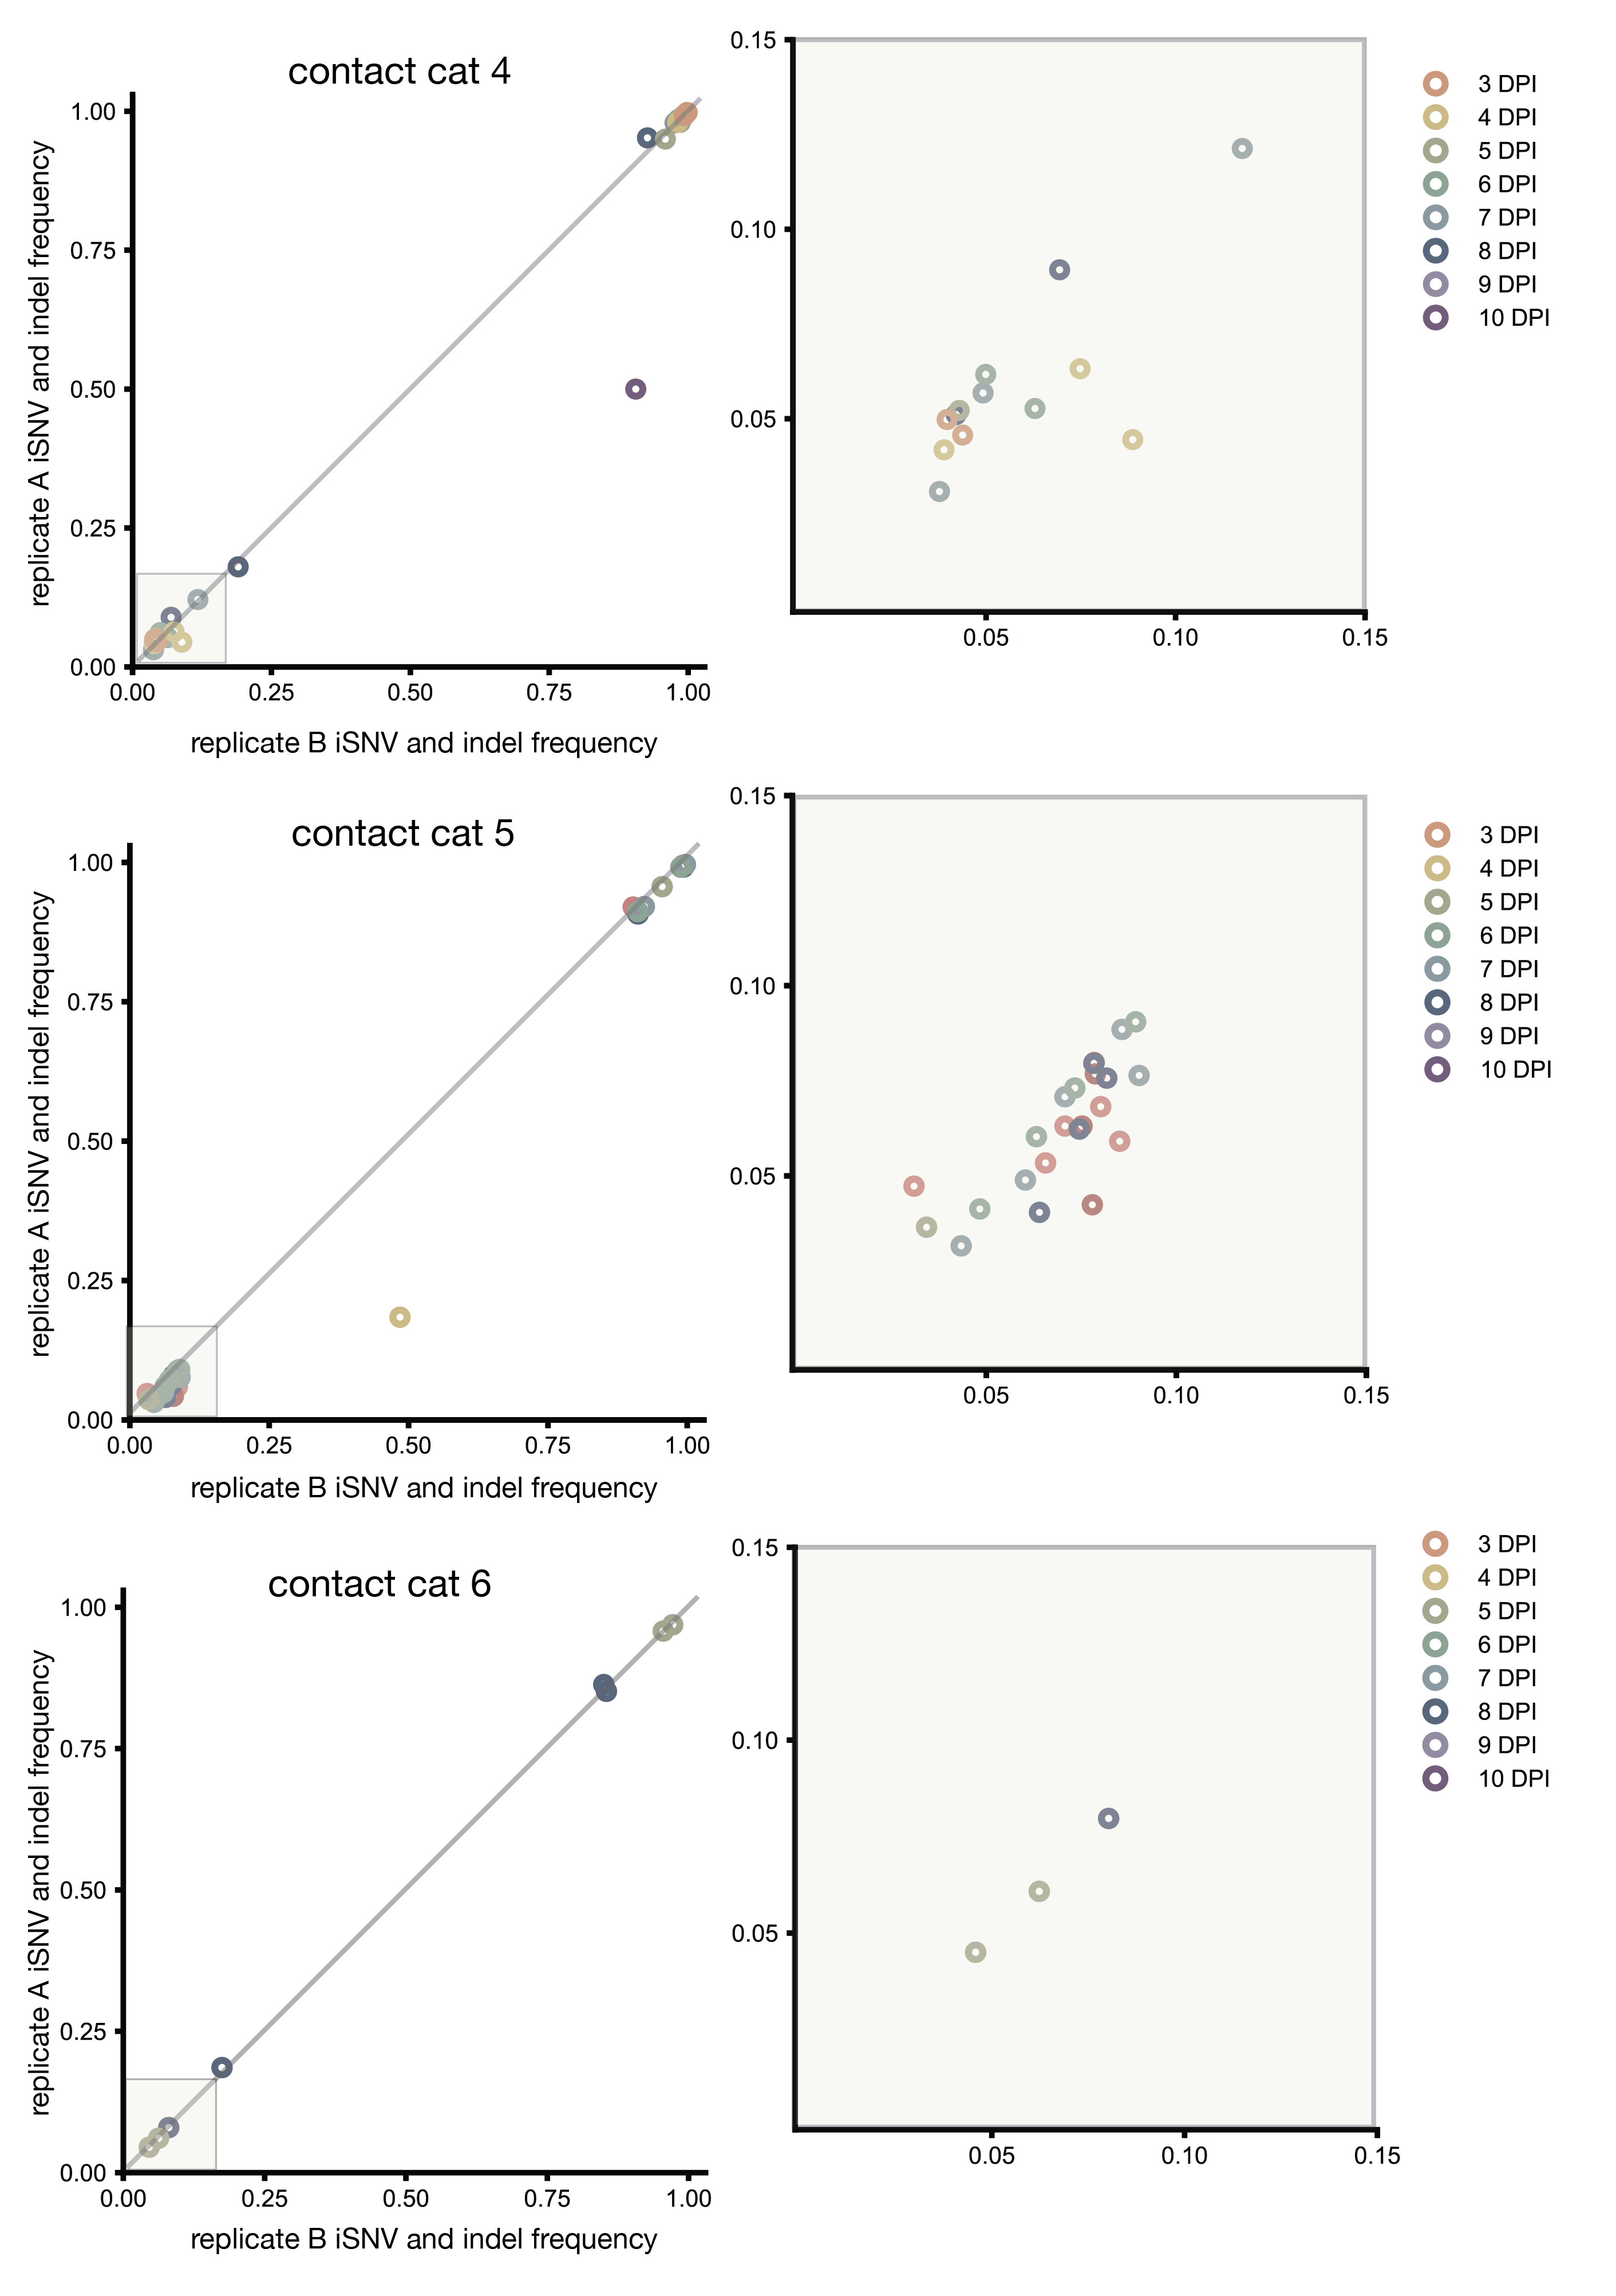 contact cat 4
replicate A iSNV and indel frequency
1.00
0.75
0.50
0.25
0.00
0.00 0.25 0.50 0.75 1.00
replicate B iSNV and indel frequency
0.15
0.10
0.05
0.05 0.10 0.15
3 DPI
4 DPI
5 DPI
6 DPI
7 DPI
8 DPI
9 DPI
10 DPI
contact cat 5
replicate A iSNV and indel frequency
1.00
0.75
0.50
0.25
0.00
0.00 0.25 0.50 0.75 1.00
replicate B iSNV and indel frequency
0.15
0.10
0.05
0.05 0.10 0.15
3 DPI
4 DPI
5 DPI
6 DPI
7 DPI
8 DPI
9 DPI
10 DPI
contact cat 6
replicate A iSNV and indel frequency
1.00
0.75
0.50
0.25
0.00
0.00 0.25 0.50 0.75 1.00
replicate B iSNV and indel frequency
0.15
0.10
0.05
0.05 0.10 0.15
3 DPI
4 DPI
5 DPI
6 DPI
7 DPI
8 DPI
9 DPI
10 DPI